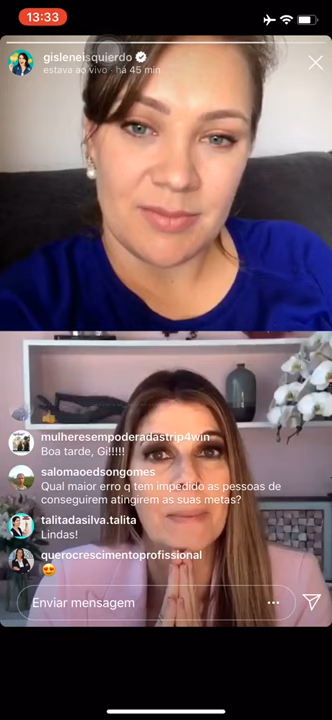 13:33
gisleneisquierdo
estava ao vivo · há 45 min
mulheresempoderadastrip4win
Boa tarde, Gi!!!!!
salomaoedsongomes
Qual maior erro q tem impedido as pessoas de
conseguirem atingirem as suas metas?
talitadasilva.talita
Lindas!
querocrescimentoprofissional
😍
Enviar mensagem